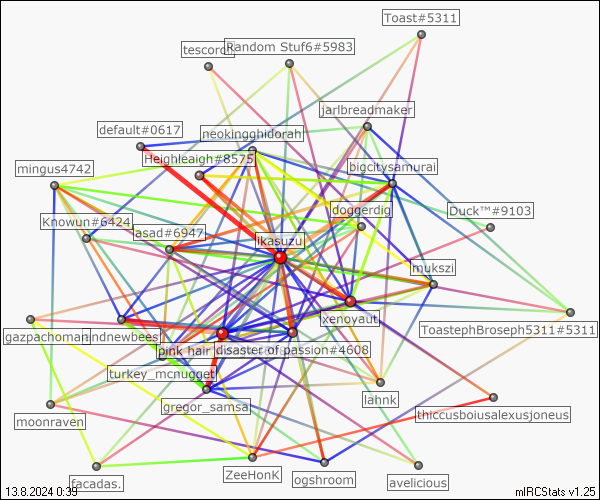 Toast#5311
Random Stuf6#5983
jarlbreadmaker
default#0617
neokingghidorah
Heighleaigh#8575
bigcitysamurai
mingus4742
doggerdig
Duck™#9103
Knowun#6424
asad#6947
ikasuzu
mukszi
xenoyaut
ToastephBroseph5311#5311
gazpachoman
ndnewbees
pink hair
disaster of passion#4608
turkey_mcnugget
gregor_samsa
lahnk
thiccusboiusalexusjoneus
moonraven
ZeeHonK
ogshroom
avelicious
facadas.
13.8.2024 0:39
mIRCStats v1.25